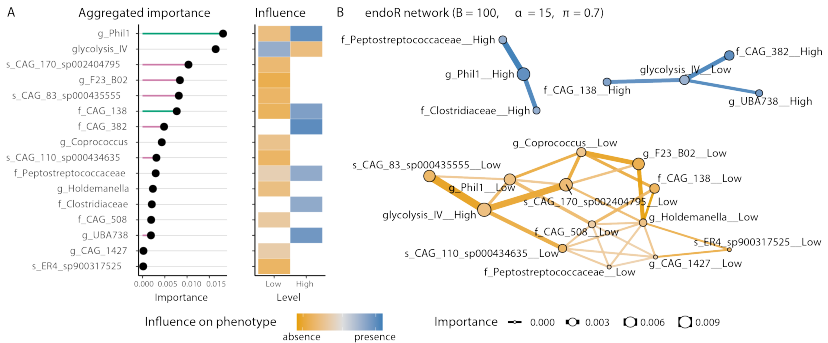 A
Aggregated importance
Influence
g_Phil1
glycolysis_IV
s_CAG_170_sp002404795
g_F23_B02
s_CAG_83_sp000435555
f_CAG_138
f_CAG_382
g_Coprococcus
s_CAG_110_sp000434635
f_Peptostreptococcaceae
g_Holdemanella
f_Clostridiaceae
f_CAG_508
g_UBA738
g_CAG_1427
s_ER4_sp900317525
0.000 0.005 0.010 0.015
Importance
Low High
Level
B
endoR network (B = 100, α = 15, π = 0.7)
f_Peptostreptococcaceae__High
g_Phil1__High
f_Clostridiaceae__High
f_CAG_382__High
glycolysis_IV__Low
f_CAG_138__High
g_UBA738__High
g_Coprococcus__Low
s_CAG_83_sp000435555__Low
g_F23_B02__Low
g_Phil1__Low
f_CAG_138__Low
s_CAG_170_sp002404795__Low
glycolysis_IV__High
g_Holdemanella__Low
f_CAG_508__Low
s_ER4_sp900317525__Low
s_CAG_110_sp000434635__Low
g_CAG_1427__Low
f_Peptostreptococcaceae__Low
Influence on phenotype
absence presence
Importance 0.000 0.003 0.006 0.009